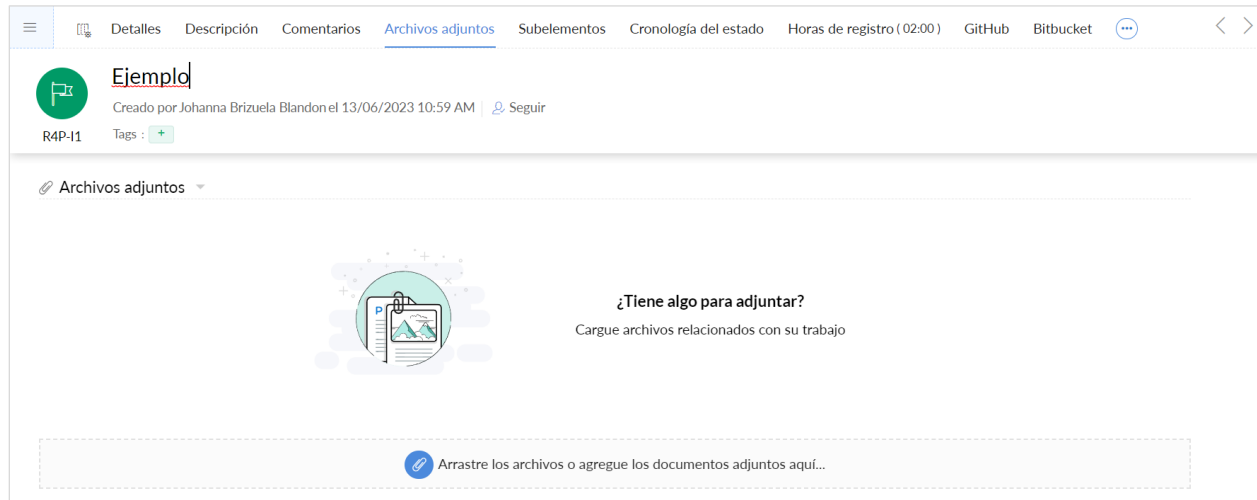 Detalles Descripción Comentarios Archivos adjuntos Subelementos Cronología del estado Horas de registro ( 02:00 ) GitHub Bitbucket
Ejemplo
Creado por Johanna Brizuela Blandon el 13/06/2023 10:59 AM Seguir
R4P-I1 Tags : +
Archivos adjuntos
P
¿Tiene algo para adjuntar?
Cargue archivos relacionados con su trabajo
Arrastre los archivos o agregue los documentos adjuntos aquí...